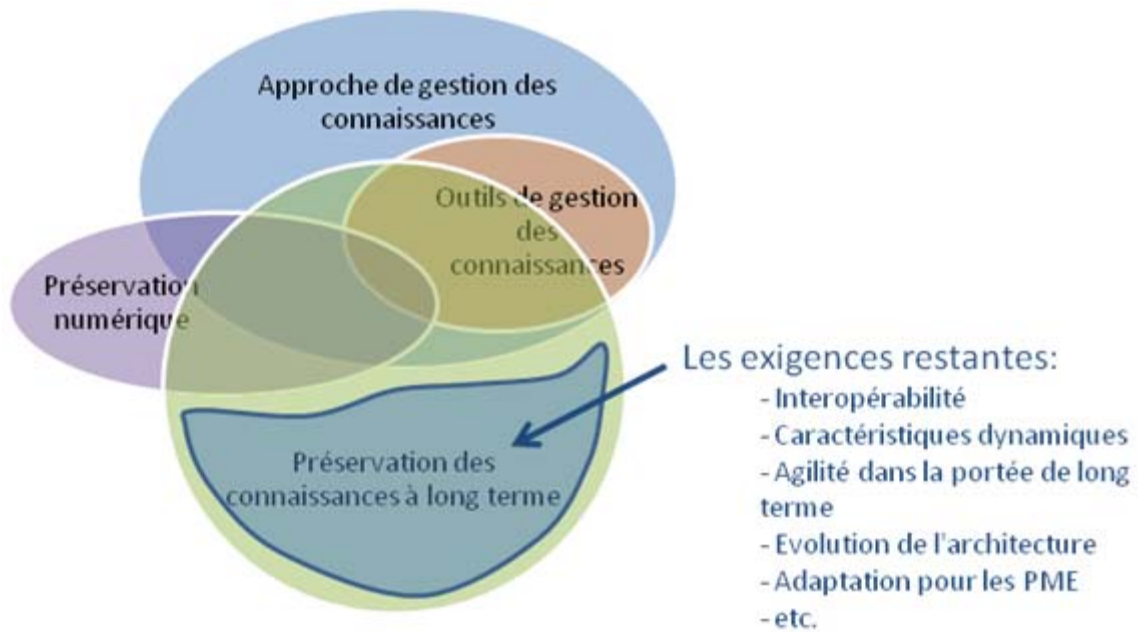 Approche de gestion des
connaissances
Outils de gestion
des
connaissances
Préservation
numérique
Les exigences restantes:
- Interopérabilité
- Caractéristiques dynamiques
- Agilité dans la portée de long
terme
- Evolution de l'architecture
- Adaptation pour les PME
- etc.
Préservation des
connaissances à long terme